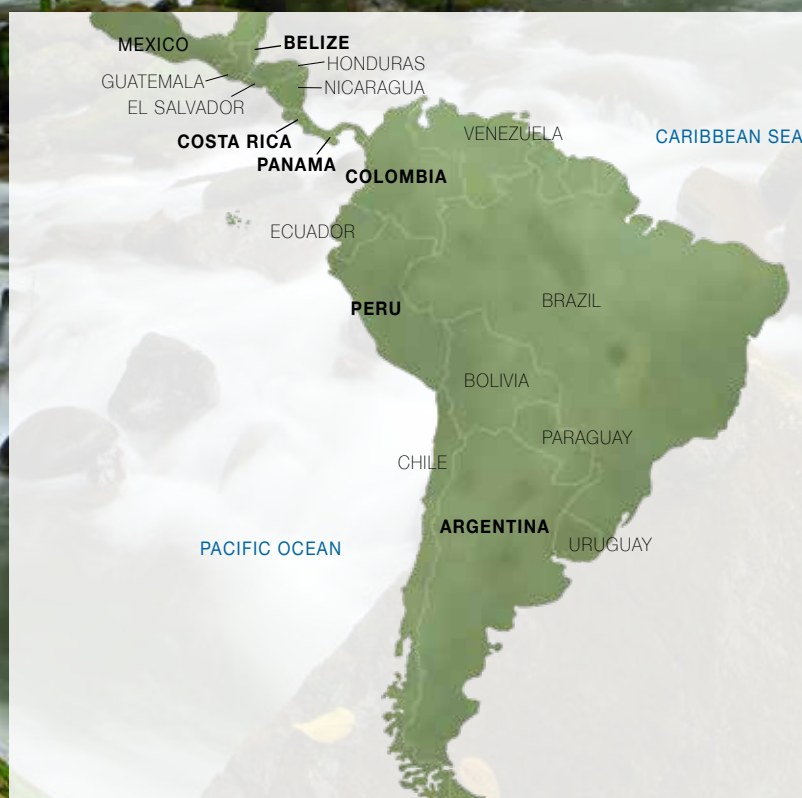 MEXICO
BELIZE
HONDURAS
GUATEMALA
NICARAGUA
EL SALVADOR
COSTA RICA
VENEZUELA
CARIBBEAN SEA
PANAMA
COLOMBIA
ECUADOR
BRAZIL
PERU
BOLIVIA
PARAGUAY
CHILE
ARGENTINA
URUGUAY
PACIFIC OCEAN